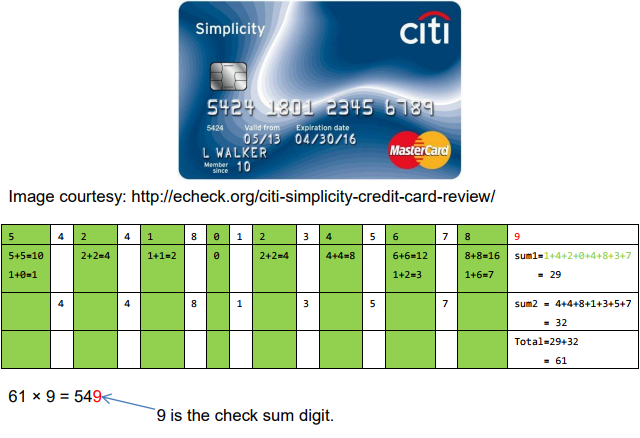 Simplicity
citi
5424 1801 2345 6789
5424 Valid from Expiration date
05/13 04/30/16
L WALKER
Member since 10
MasterCard
Image courtesy: http://echeck.org/citi-simplicity-credit-card-review/
5 4 2 4 1 8 0 1 2 3 4 5 6 7 8 9
5+5=10 2+2=4 1+1=2 0 2+2=4 4+4=8 6+6=12 8+8=16 sum1=1+4+2+0+4+8+3+7
1+0=1 1+2=3 1+6=7 = 29
4 4 8 1 3 5 7 sum2 = 4+4+8+1+3+5+7
= 32
Total=29+32
= 61
61 × 9 = 549
9 is the check sum digit.